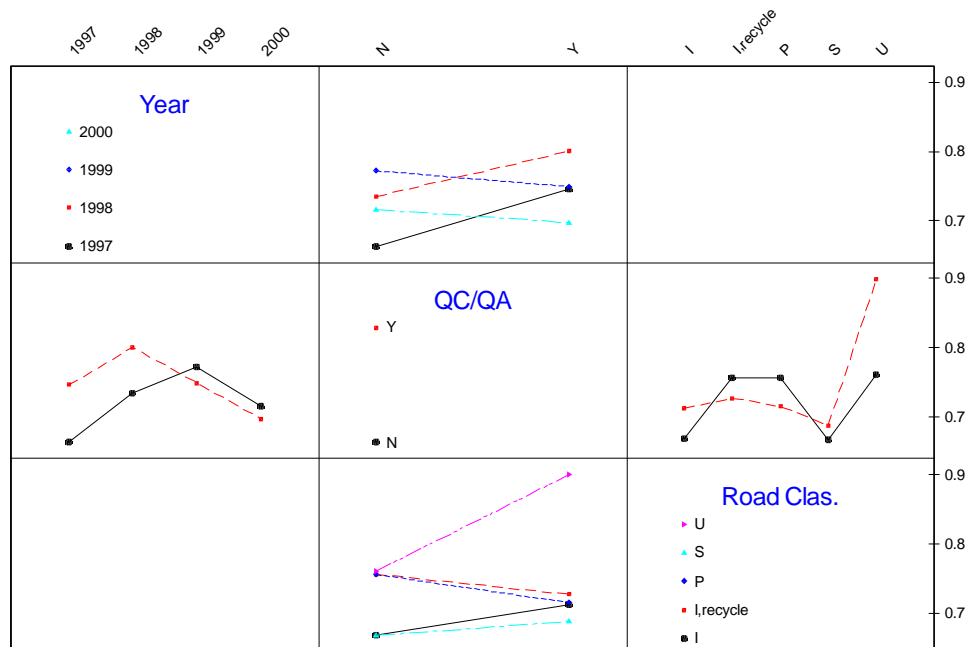 1997 1998 1999 2000 N Y I I,recycle P S U
Year
2000
1999
1998
1997
0.9
0.8
0.7
QC/QA
Y
N
0.9
0.8
0.7
Road Clas.
U
S
P
I,recycle
I
0.9
0.8
0.7